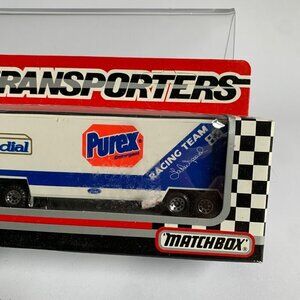 TRANSPORTERS
dial
Purex
RACING TEAM
MATCHBOX